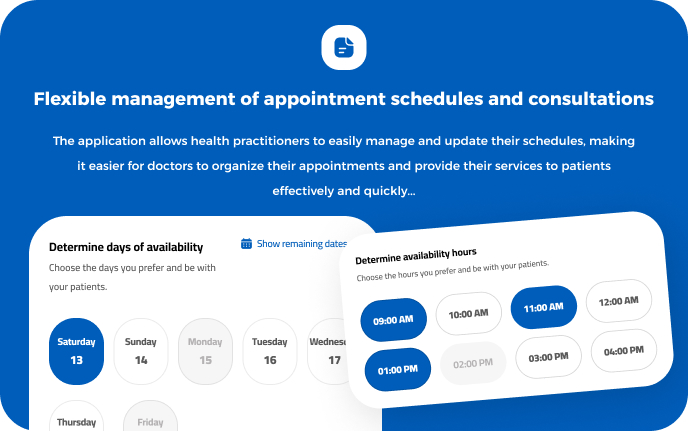 Flexible management of appointment schedules and consultations
The application allows health practitioners to easily manage and update their schedules, making
it easier for doctors to organize their appointments and provide their services to patients
effectively and quickly...
Determine days of availability
Show remaining dates
Choose the days you prefer and be with
your patients.
Saturday Sunday Monday Tuesday
13 14 15 16 17
Thursday Friday
Determine availability hours
Choose the hours you prefer and be with your patients.
09:00 AM 10:00 AM 11:00 AM 12:00 AM
01:00 PM 02:00 PM 03:00 PM 04:00 PM